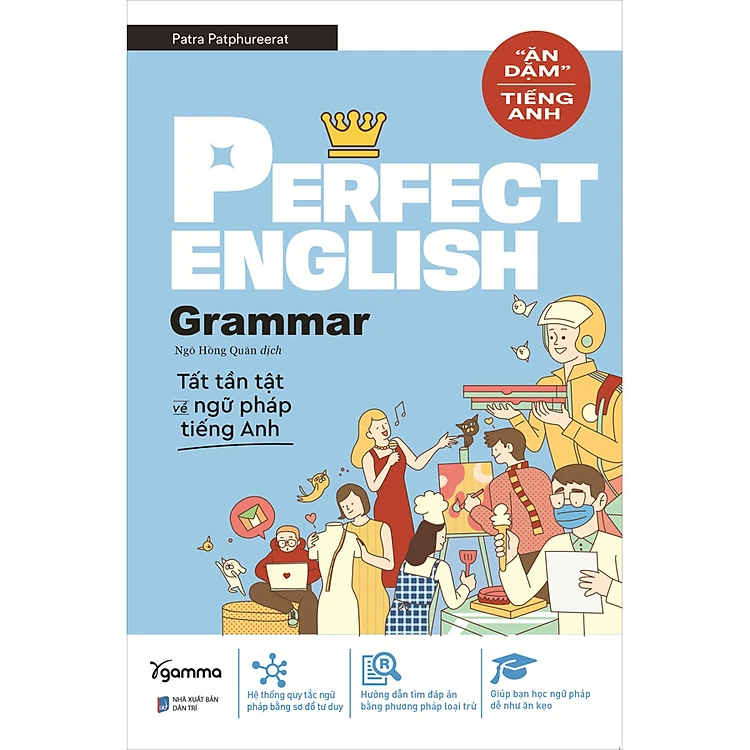 Patra Patphureerat
“ĂN
DẶM”
TIẾNG
ANH
PERFECT
ENGLISH
Grammar
Ngô Hồng Quân dịch
Tất tần tật
về ngữ pháp
tiếng Anh
gamma
NHÀ XUẤT BẢN
DÂN TRÍ
Hệ thống quy tắc ngữ
pháp bằng sơ đồ tư duy
R
Hướng dẫn tìm đáp án
bằng phương pháp loại trừ
Giúp bạn học ngữ pháp
dễ như ăn kẹo